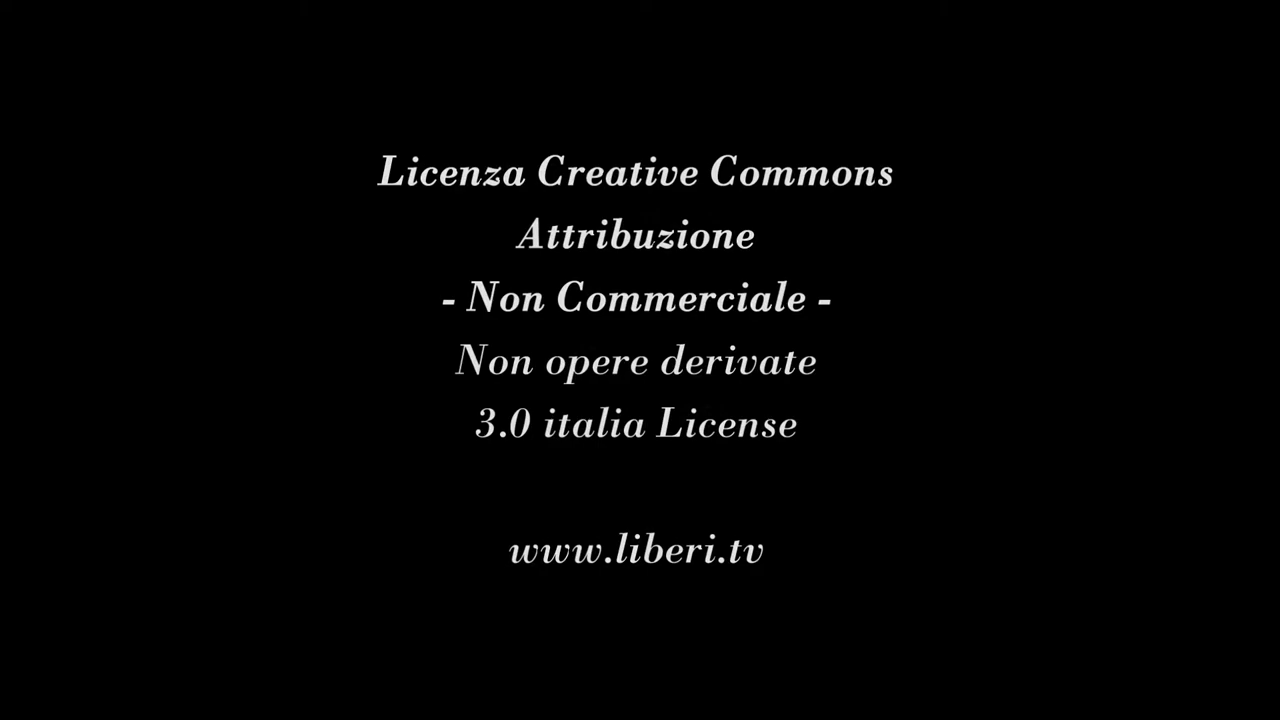 Licenza Creative Commons
Attribuzione
- Non Commerciale -
Non opere derivate
3.0 italia License
www.liberi.tv